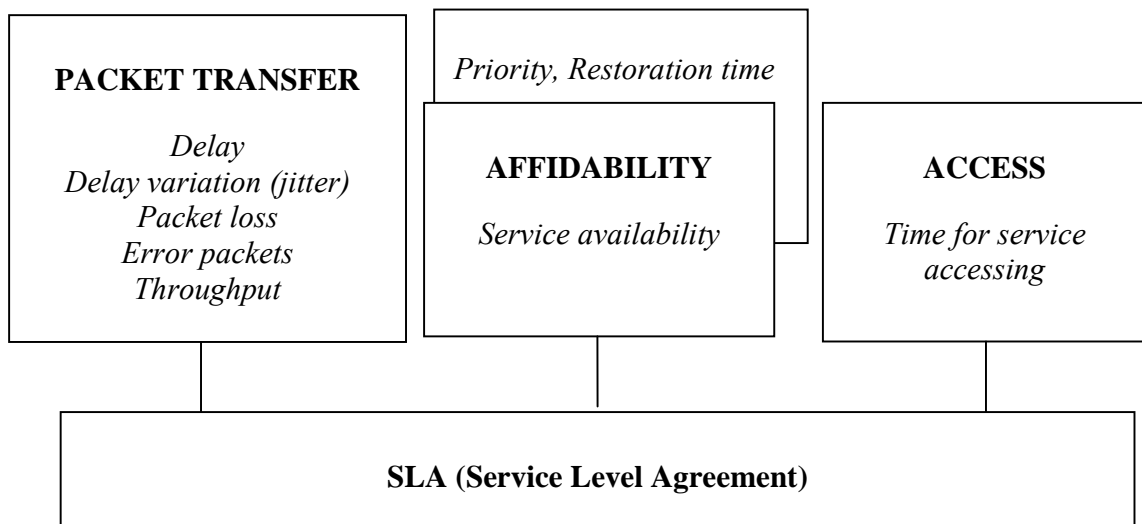 PACKET TRANSFER
Delay
Delay variation (jitter)
Packet loss
Error packets
Throughput
Priority, Restoration time
AFFIDABILITY
Service availability
ACCESS
Time for service
accessing
SLA (Service Level Agreement)